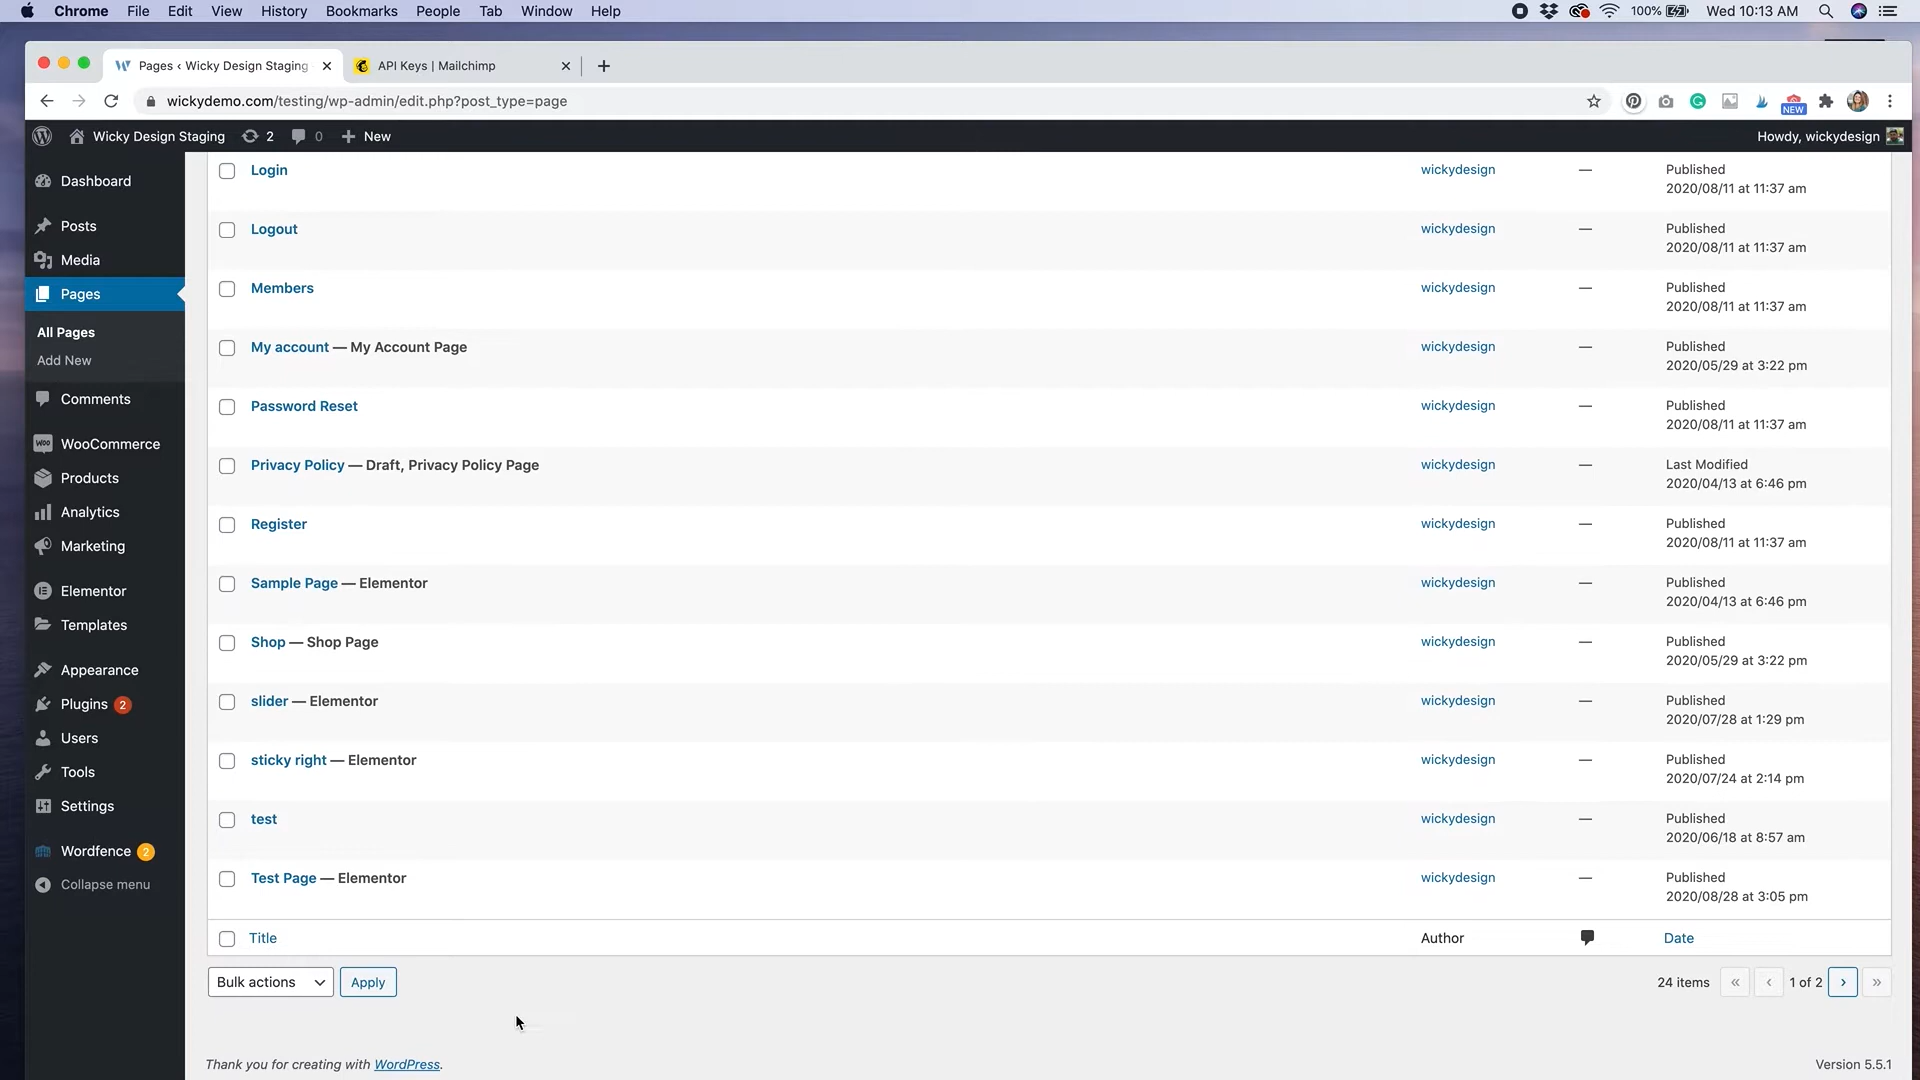 Chrome File Edit View History Bookmarks People Tab Window Help 100% Wed 10:13 AM
Pages ‹ Wicky Design Staging API Keys | Mailchimp
wickydemo.com/testing/wp-admin/edit.php?post_type=page NEW
Wicky Design Staging 2 0 New Howdy, wickydesign
Dashboard
Posts
Media
Pages
All Pages
Add New
Comments
WooCommerce
Products
Analytics
Marketing
Elementor
Templates
Appearance
Plugins 2
Users
Tools
Settings
Wordfence 2
Collapse menu
Login wickydesign — Published
2020/08/11 at 11:37 am
Logout wickydesign — Published
2020/08/11 at 11:37 am
Members wickydesign — Published
2020/08/11 at 11:37 am
My account — My Account Page wickydesign — Published
2020/05/29 at 3:22 pm
Password Reset wickydesign — Published
2020/08/11 at 11:37 am
Privacy Policy — Draft, Privacy Policy Page wickydesign — Last Modified
2020/04/13 at 6:46 pm
Register wickydesign — Published
2020/08/11 at 11:37 am
Sample Page — Elementor wickydesign — Published
2020/04/13 at 6:46 pm
Shop — Shop Page wickydesign — Published
2020/05/29 at 3:22 pm
slider — Elementor wickydesign — Published
2020/07/28 at 1:29 pm
sticky right — Elementor wickydesign — Published
2020/07/24 at 2:14 pm
test wickydesign — Published
2020/06/18 at 8:57 am
Test Page — Elementor wickydesign — Published
2020/08/28 at 3:05 pm
Title Author Date
Bulk actions Apply 24 items « ‹ 1 of 2 › »
Thank you for creating with WordPress. Version 5.5.1